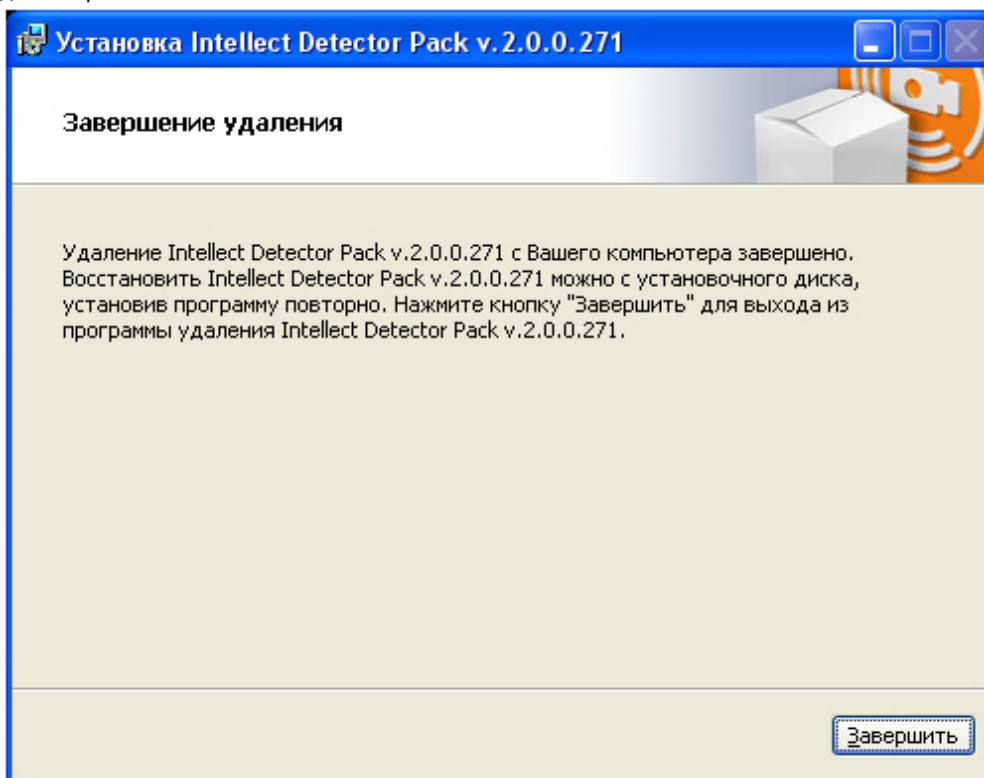 Установка Intellect Detector Pack v.2.0.0.271
Завершение удаления
Удаление Intellect Detector Pack v.2.0.0.271 с Вашего компьютера завершено.
Восстановить Intellect Detector Pack v.2.0.0.271 можно с установочного диска,
установив программу повторно. Нажмите кнопку "Завершить" для выхода из
программы удаления Intellect Detector Pack v.2.0.0.271.
Завершить